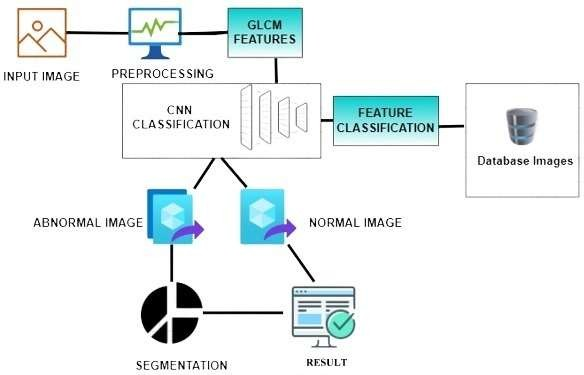 GLCM
FEATURES
INPUT IMAGE
PREPROCESSING
CNN
CLASSIFICATION
FEATURE
CLASSIFICATION
Database Images
ABNORMAL IMAGE
NORMAL IMAGE
SEGMENTATION
RESULT